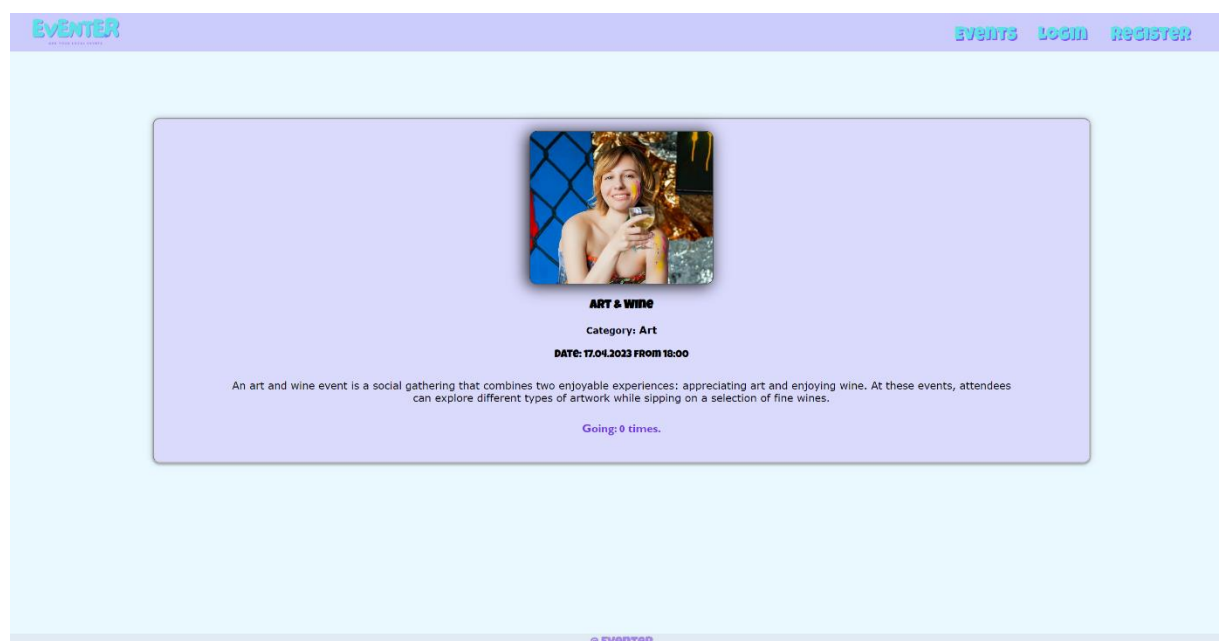 EVENTER
Events Login Register
Art & Wine
Category: Art
Date: 17.04.2023 from 18:00
An art and wine event is a social gathering that combines two enjoyable experiences: appreciating art and enjoying wine. At these events, attendees
can explore different types of artwork while sipping on a selection of fine wines.
Going: 0 times.
Eventer